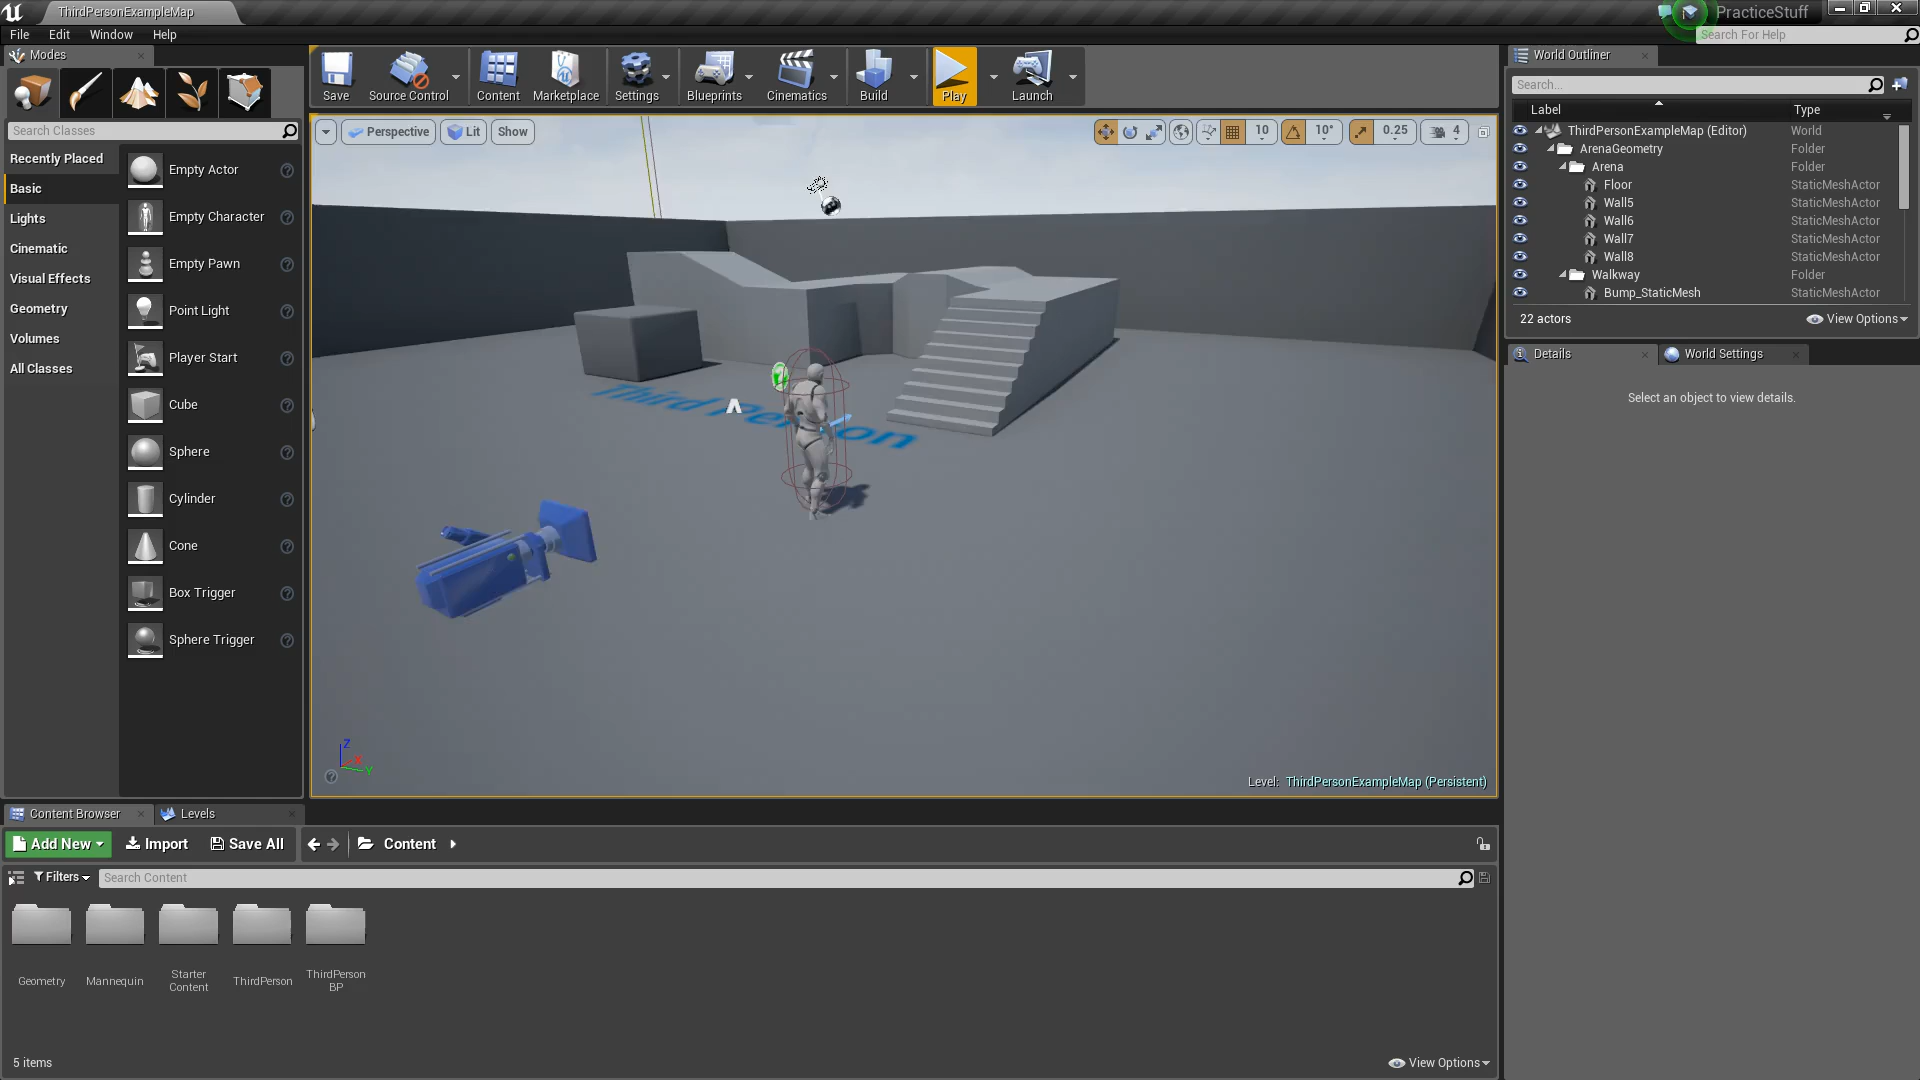 ThirdPersonExampleMap
PracticeStuff
File Edit Window Help
Search For Help
Modes
Search Classes
Recently Placed
Basic
Lights
Cinematic
Visual Effects
Geometry
Volumes
All Classes
Empty Actor
Empty Character
Empty Pawn
Point Light
Player Start
Cube
Sphere
Cylinder
Cone
Box Trigger
Sphere Trigger
Save
Source Control
Content
Marketplace
Settings
Blueprints
Cinematics
Build
Play
Launch
Perspective
Lit
Show
10
10°
0.25
4
Third Person
Z
X
Y
Level: ThirdPersonExampleMap (Persistent)
World Outliner
Search...
Label Type
ThirdPersonExampleMap (Editor) World
ArenaGeometry Folder
Arena Folder
Floor StaticMeshActor
Wall5 StaticMeshActor
Wall6 StaticMeshActor
Wall7 StaticMeshActor
Wall8 StaticMeshActor
Walkway Folder
Bump_StaticMesh StaticMeshActor
22 actors
View Options
Details
World Settings
Select an object to view details.
Content Browser
Levels
Add New
Import
Save All
Content
Filters
Search Content
Geometry
Mannequin
Starter
Content
ThirdPerson
ThirdPerson
BP
5 items
View Options